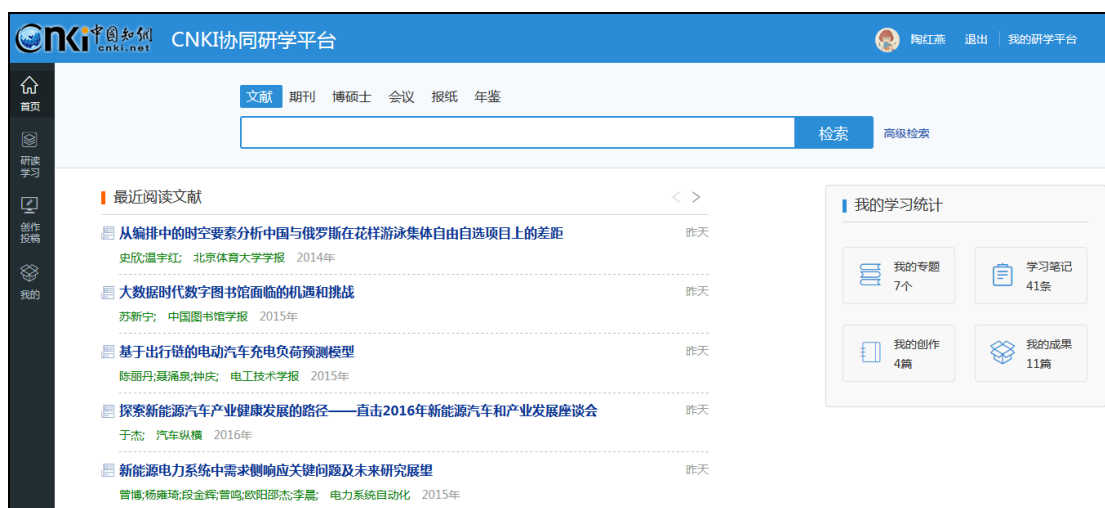 Cnki 中国知网
cnki.net
CNKI协同研学平台
陶红燕 退出 我的研学平台
首页
研读
学习
创作
投稿
我的
文献 期刊 博硕士 会议 报纸 年鉴
检索 高级检索
最近阅读文献 < >
从编排中的时空要素分析中国与俄罗斯在花样游泳集体自由自选项目上的差距 昨天
史欣;温宇红; 北京体育大学学报 2014年
大数据时代数字图书馆面临的机遇和挑战 昨天
苏新宁; 中国图书馆学报 2015年
基于出行链的电动汽车充电负荷预测模型 昨天
陈丽丹;聂涌泉;钟庆; 电工技术学报 2015年
探索新能源汽车产业健康发展的路径——直击2016年新能源汽车和产业发展座谈会 昨天
于杰; 汽车纵横 2016年
新能源电力系统中需求侧响应关键问题及未来研究展望 昨天
曾博;杨雍琦;段金辉;曾鸣;欧阳邵杰;李晨; 电力系统自动化 2015年
我的学习统计
我的专题
7个
学习笔记
41条
我的创作
4篇
我的成果
11篇